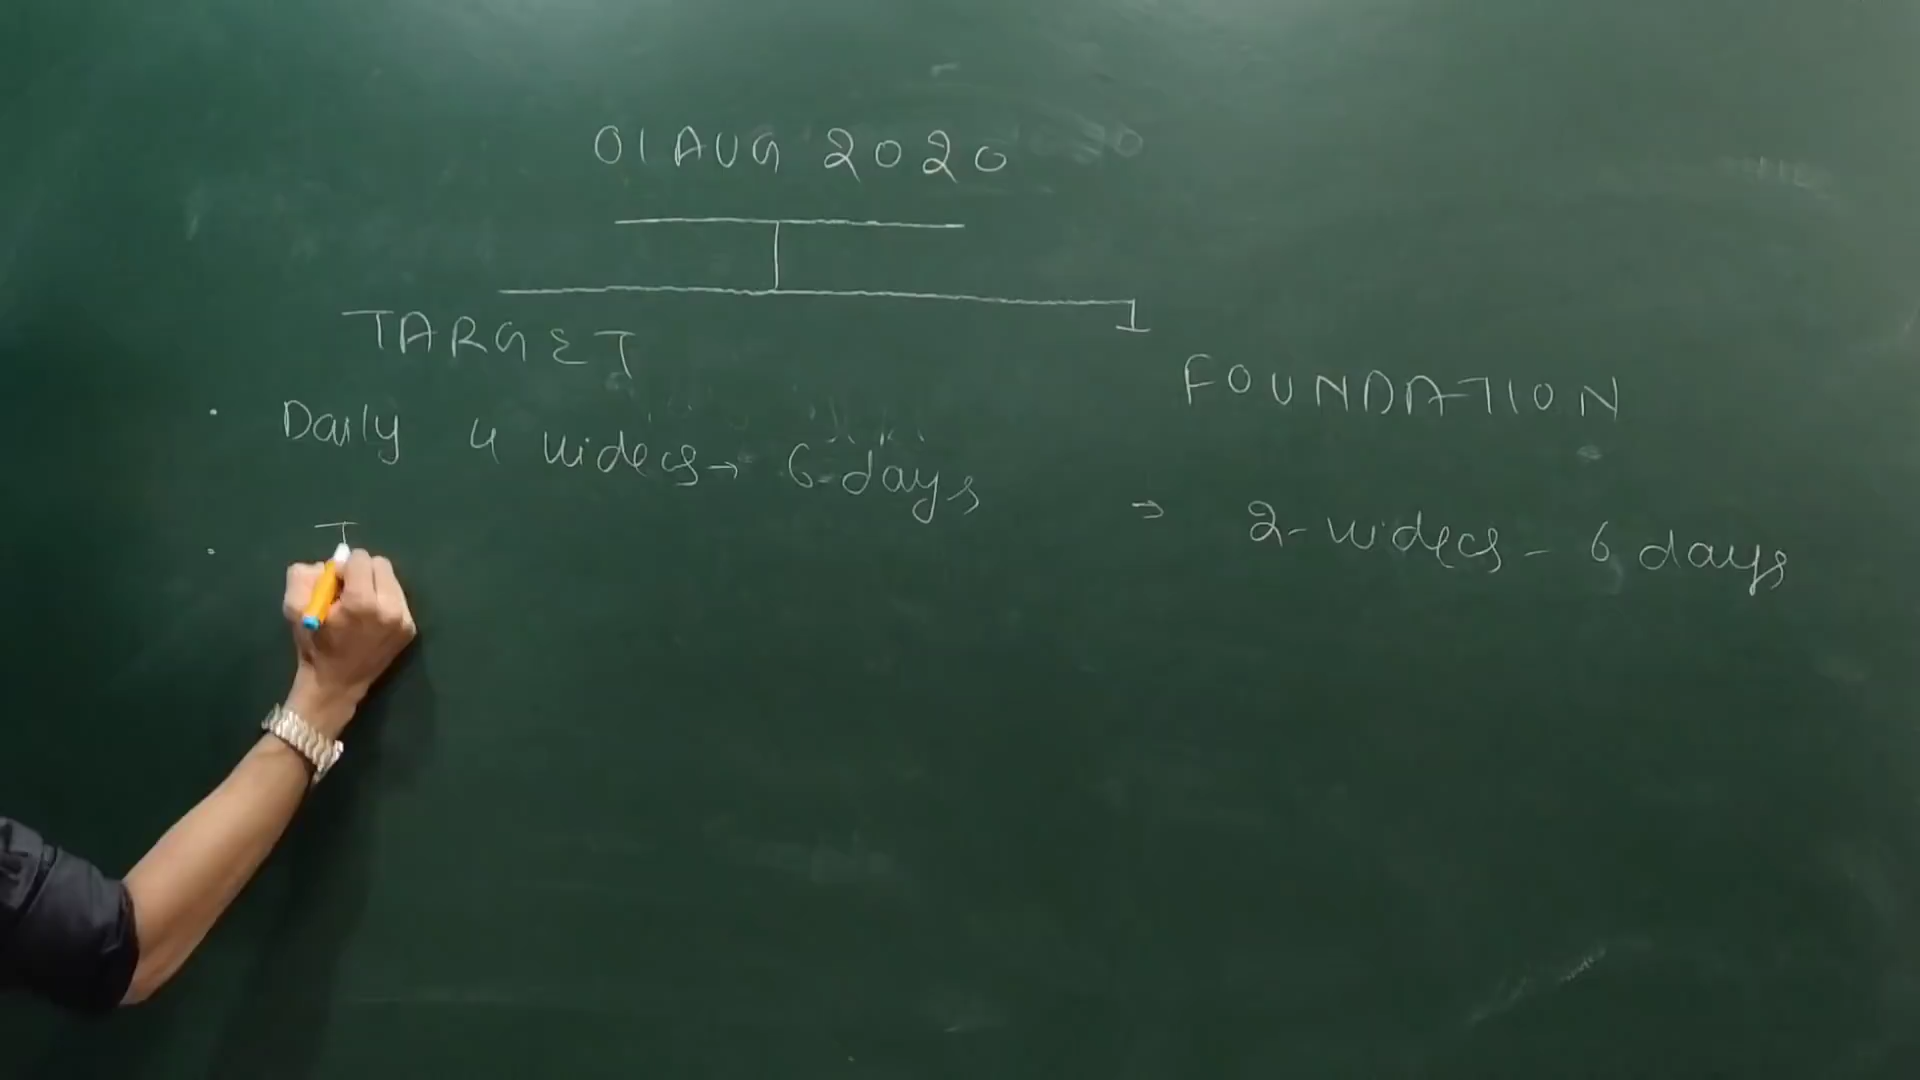 01 AUG 2020
TARGET
FOUNDATION
. Daily 4 videos → 6-days
→ 2-videos - 6 days
. T